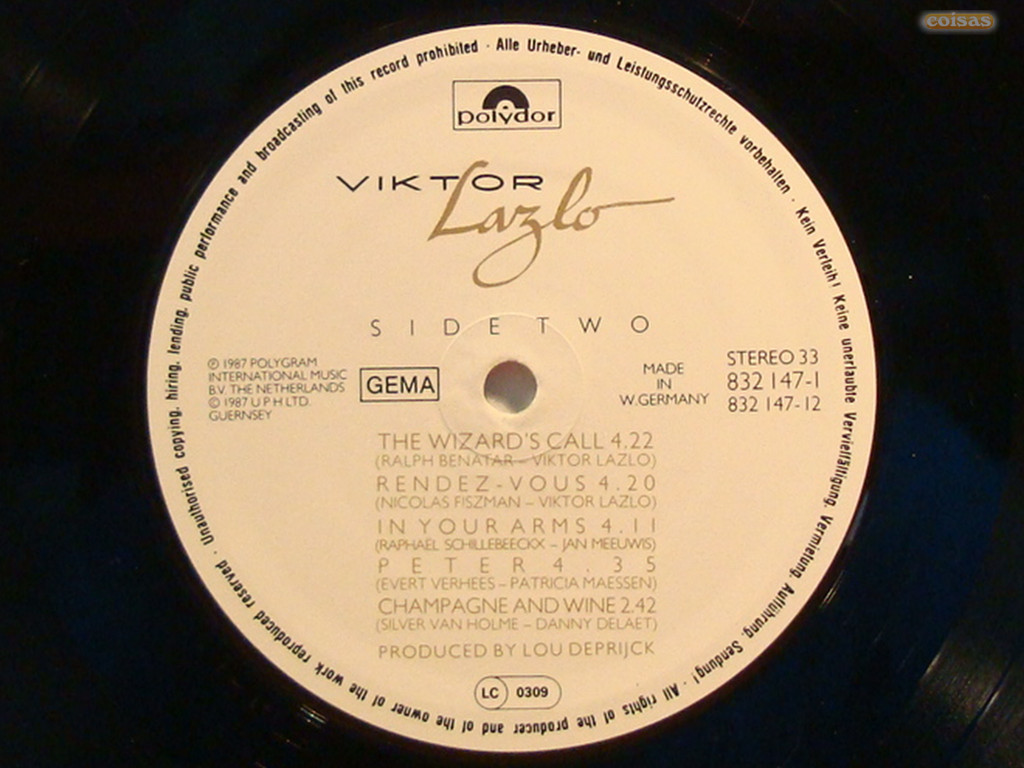 coisas
Unauthorised copying, hiring, lending, public performance and broadcasting of this record prohibited · Alle Urheber- und Leistungsschutzrechte vorbehalten · Kein Verleih! Keine unerlaubte Vervielfältigung, Vermietung, Aufführung, Sendung! · All rights of the producer and of the owner of the work reproduced reserved ·
polydor
VIKTOR
Lazlo
SIDE TWO
℗ 1987 POLYGRAM
INTERNATIONAL MUSIC
B.V. THE NETHERLANDS
© 1987 U P H LTD.
GUERNSEY
GEMA
MADE
IN
W.GERMANY
STEREO 33
832 147-1
832 147-12
THE WIZARD'S CALL 4.22
(RALPH BENATAR – VIKTOR LAZLO)
RENDEZ-VOUS 4.20
(NICOLAS FISZMAN – VIKTOR LAZLO)
IN YOUR ARMS 4.11
(RAPHAEL SCHILLEBEECKX – JAN MEEUWIS)
PETER 4.35
(EVERT VERHEES – PATRICIA MAESSEN)
CHAMPAGNE AND WINE 2.42
(SILVER VAN HOLME – DANNY DELAET)
PRODUCED BY LOU DEPRIJCK
LC 0309